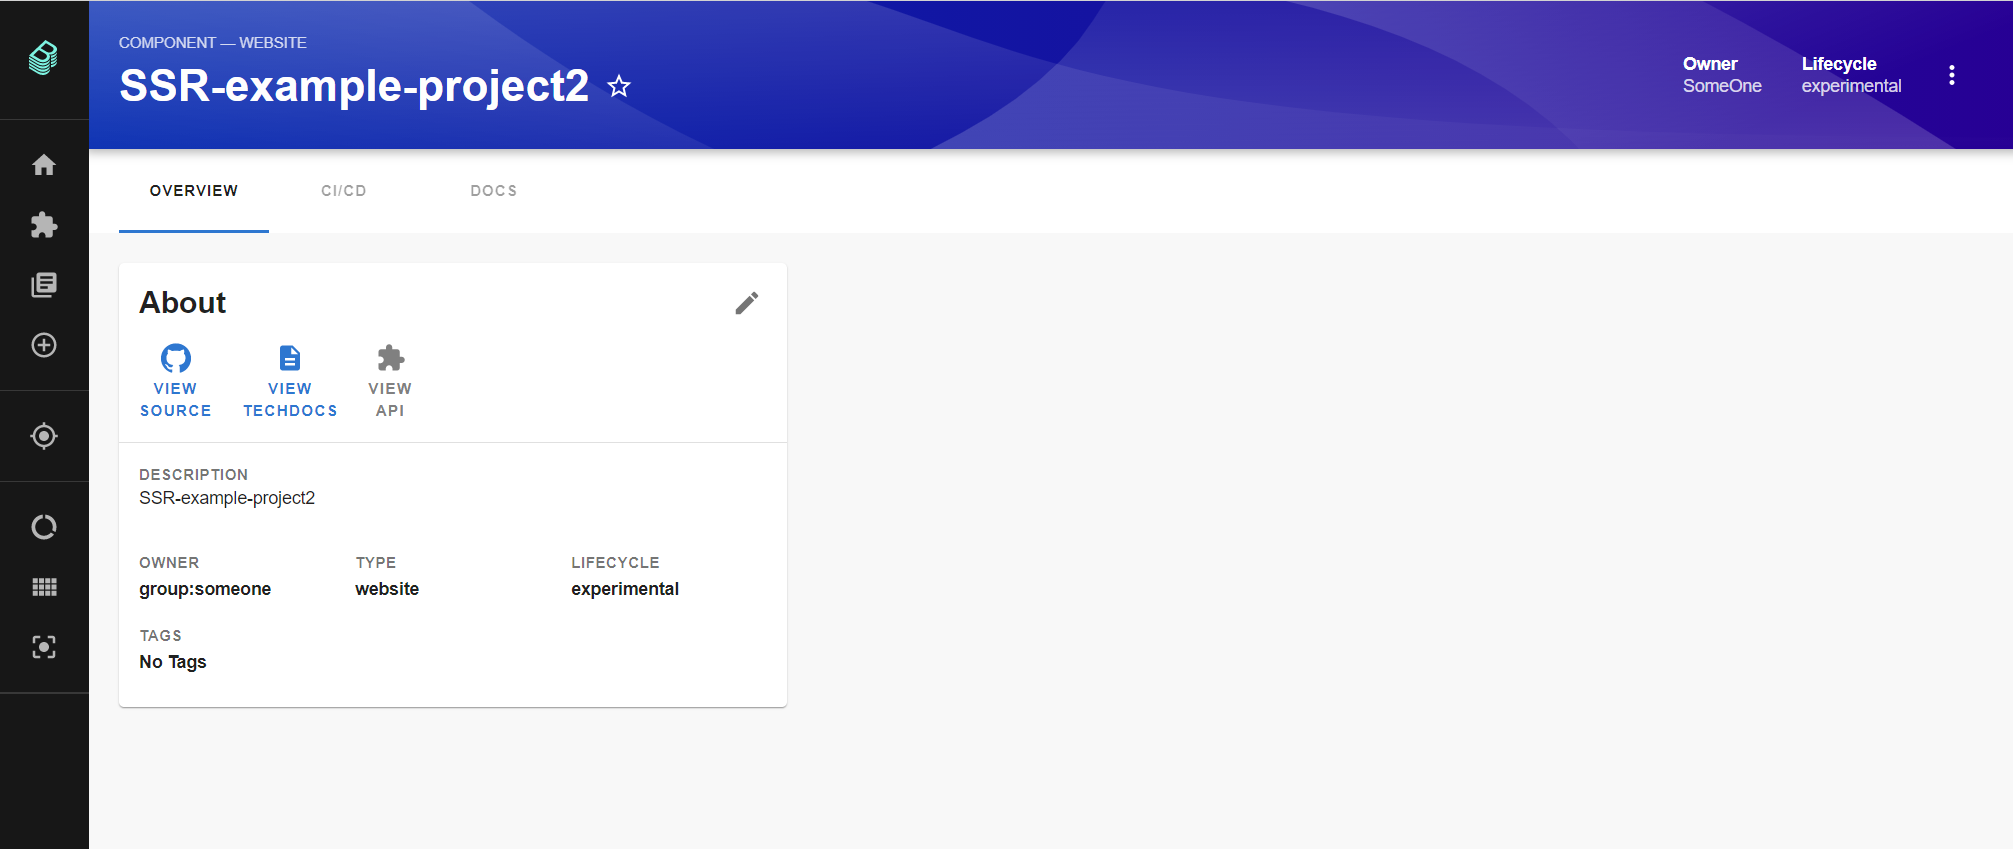 COMPONENT — WEBSITE
SSR-example-project2
Owner
SomeOne
Lifecycle
experimental
OVERVIEW
CI/CD
DOCS
About
VIEW
SOURCE
VIEW
TECHDOCS
VIEW
API
DESCRIPTION
SSR-example-project2
OWNER
group:someone
TYPE
website
LIFECYCLE
experimental
TAGS
No Tags